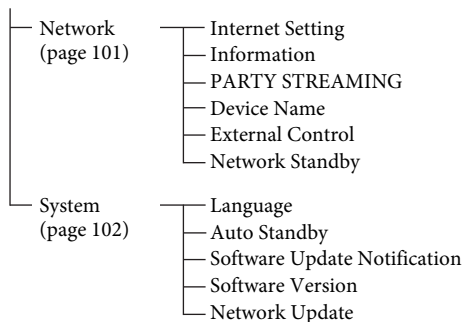 Network
(page 101)
Internet Setting
Information
PARTY STREAMING
Device Name
External Control
Network Standby
System
(page 102)
Language
Auto Standby
Software Update Notification
Software Version
Network Update